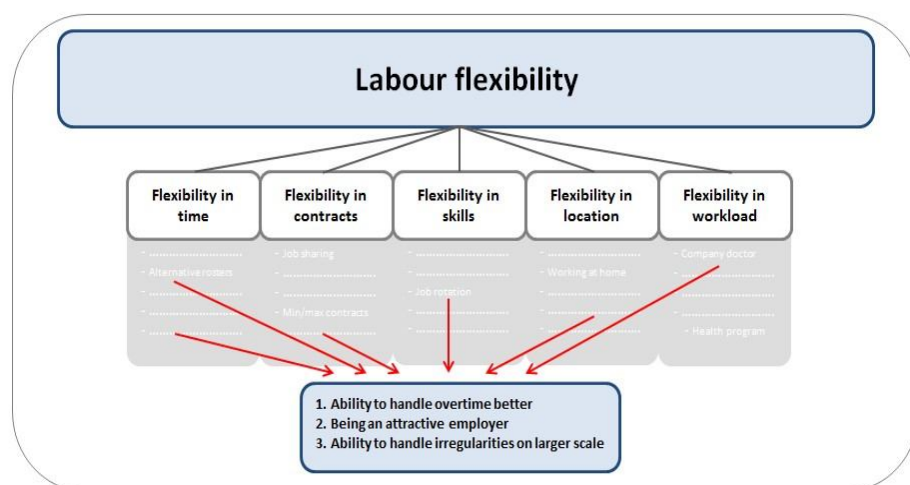 Labour flexibility
Flexibility in
time
Flexibility in
contracts
Flexibility in
skills
Flexibility in
location
Flexibility in
workload
- ...........................
- Alternative rosters
- ...........................
- ...........................
- ...........................
- Job sharing
- ...........................
- ...........................
- Min/max contracts
- ...........................
- ...........................
- ...........................
- Job rotation
- ...........................
- ...........................
- ...........................
- Working at home
- ...........................
- ...........................
- ...........................
- Company doctor
- ...........................
- ...........................
- ...........................
- Health program
1. Ability to handle overtime better
2. Being an attractive employer
3. Ability to handle irregularities on larger scale